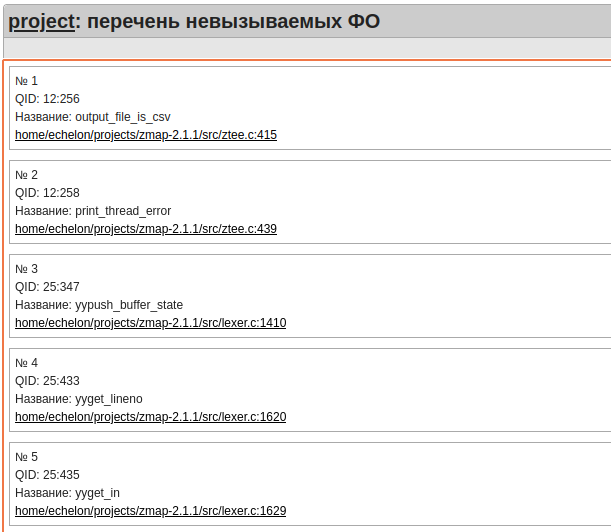 project: перечень невызываемых ФО
№ 1
QID: 12:256
Название: output_file_is_csv
home/echelon/projects/zmap-2.1.1/src/ztee.c:415
№ 2
QID: 12:258
Название: print_thread_error
home/echelon/projects/zmap-2.1.1/src/ztee.c:439
№ 3
QID: 25:347
Название: yypush_buffer_state
home/echelon/projects/zmap-2.1.1/src/lexer.c:1410
№ 4
QID: 25:433
Название: yyget_lineno
home/echelon/projects/zmap-2.1.1/src/lexer.c:1620
№ 5
QID: 25:435
Название: yyget_in
home/echelon/projects/zmap-2.1.1/src/lexer.c:1629